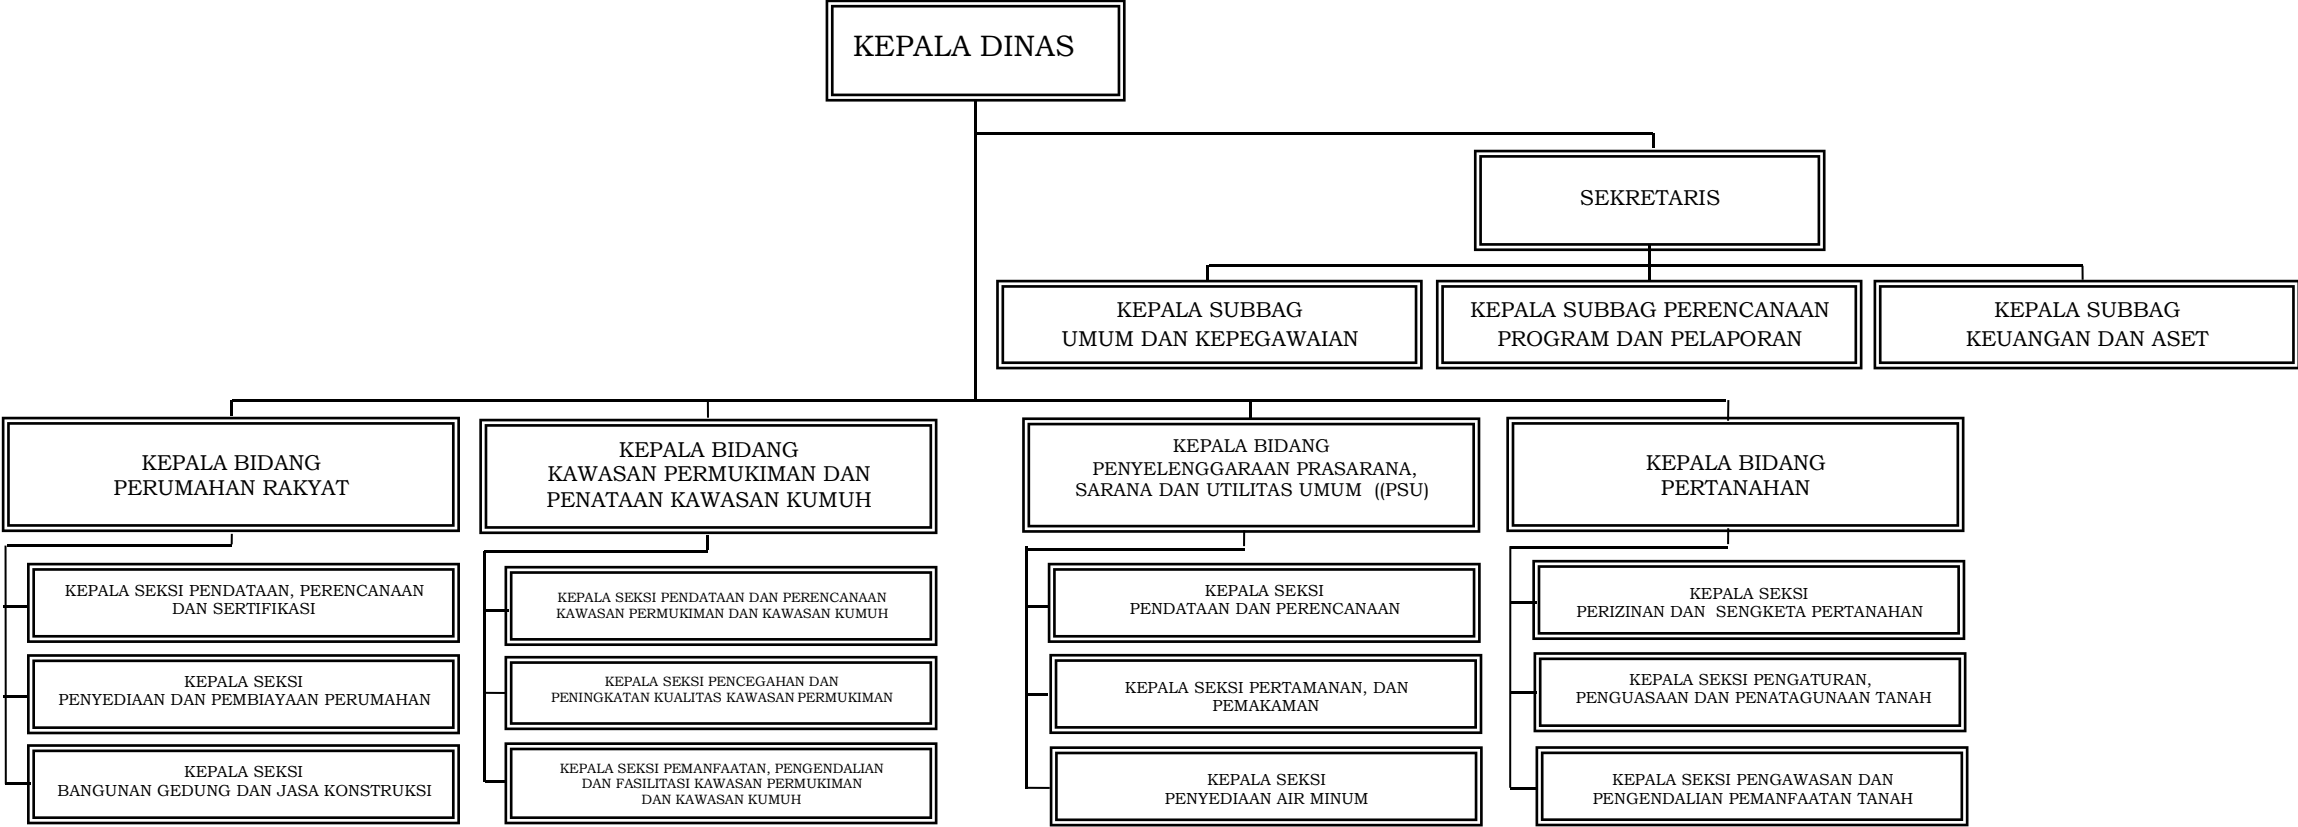 KEPALA DINAS
SEKRETARIS
KEPALA SUBBAG
UMUM DAN KEPEGAWAIAN
KEPALA SUBBAG PERENCANAAN
PROGRAM DAN PELAPORAN
KEPALA SUBBAG
KEUANGAN DAN ASET
KEPALA BIDANG
PERUMAHAN RAKYAT
KEPALA BIDANG
KAWASAN PERMUKIMAN DAN
PENATAAN KAWASAN KUMUH
KEPALA BIDANG
PENYELENGGARAAN PRASARANA,
SARANA DAN UTILITAS UMUM  ((PSU)
KEPALA BIDANG
PERTANAHAN
KEPALA SEKSI PENDATAAN, PERENCANAAN
DAN SERTIFIKASI
KEPALA SEKSI
PENYEDIAAN DAN PEMBIAYAAN PERUMAHAN
KEPALA SEKSI
BANGUNAN GEDUNG DAN JASA KONSTRUKSI
KEPALA SEKSI PENDATAAN DAN PERENCANAAN
KAWASAN PERMUKIMAN DAN KAWASAN KUMUH
KEPALA SEKSI PENCEGAHAN DAN
PENINGKATAN KUALITAS KAWASAN PERMUKIMAN
KEPALA SEKSI PEMANFAATAN, PENGENDALIAN
DAN FASILITASI KAWASAN PERMUKIMAN
DAN KAWASAN KUMUH
KEPALA SEKSI
PENDATAAN DAN PERENCANAAN
KEPALA SEKSI PERTAMANAN, DAN
PEMAKAMAN
KEPALA SEKSI
PENYEDIAAN AIR MINUM
KEPALA SEKSI
PERIZINAN DAN  SENGKETA PERTANAHAN
KEPALA SEKSI PENGATURAN,
PENGUASAAN DAN PENATAGUNAAN TANAH
KEPALA SEKSI PENGAWASAN DAN
PENGENDALIAN PEMANFAATAN TANAH